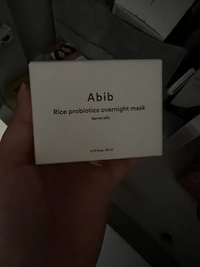 Abib
Rice probiotics overnight mask
Barrier jelly